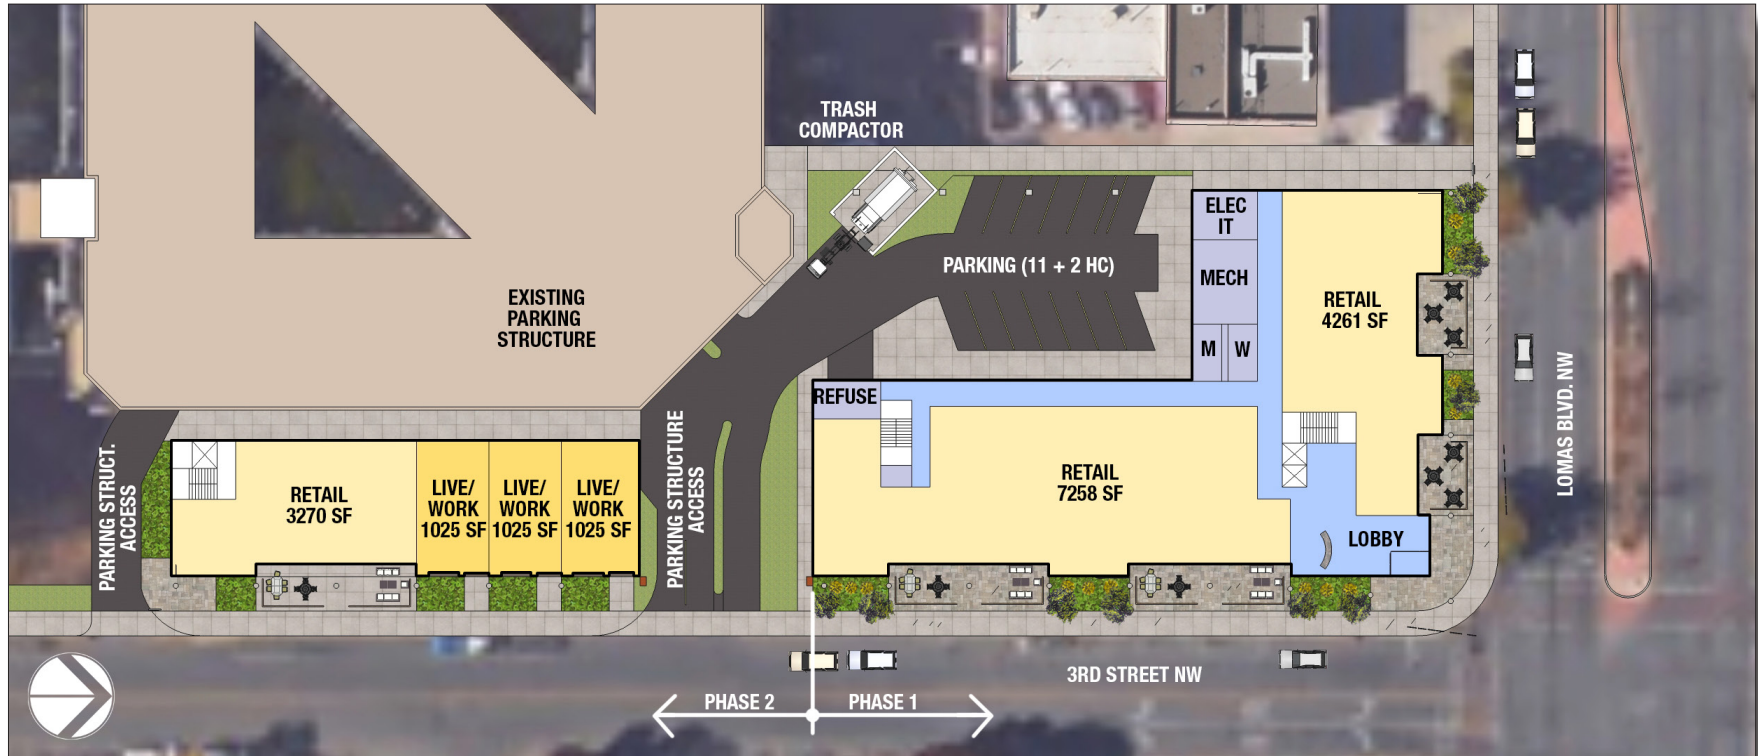 TRASH
COMPACTOR
ELEC
IT
PARKING (11 + 2 HC)
MECH
EXISTING
PARKING
STRUCTURE
RETAIL
4261 SF
M
W
REFUSE
LOMAS BLVD. NW
PARKING STRUCT.
ACCESS
RETAIL
3270 SF
LIVE/
WORK
1025 SF
LIVE/
WORK
1025 SF
LIVE/
WORK
1025 SF
PARKING STRUCTURE
ACCESS
RETAIL
7258 SF
LOBBY
3RD STREET NW
PHASE 2
PHASE 1